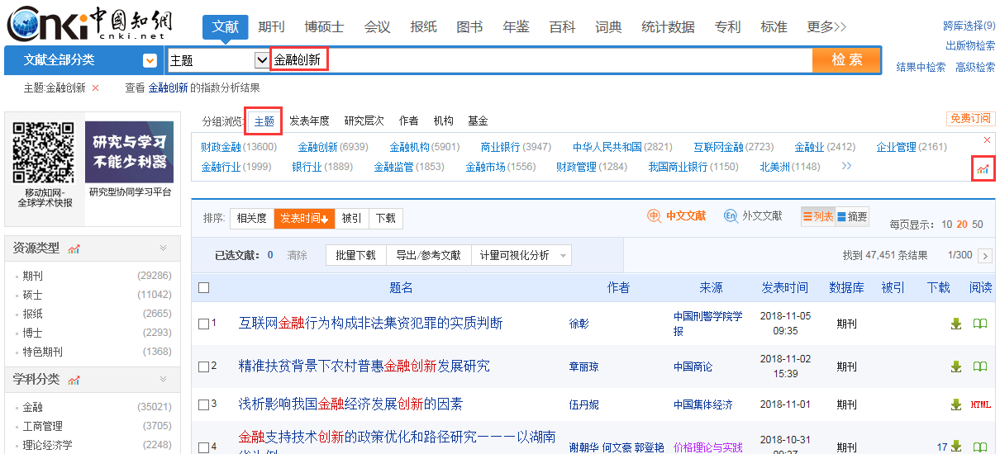 Cnki 中國知網
cnki.net
文献 期刊 博硕士 会议 报纸 图书 年鉴 百科 词典 统计数据 专利 标准 更多>>
跨库选择(9)
出版物检索
文献全部分类 主题 金融创新 检索
结果中检索 高级检索
主题:金融创新 × 查看 金融创新 的指数分析结果
研究与学习
不能少利器
移动知网-
全球学术快报
研究型协同学习平台
分组浏览: 主题 发表年度 研究层次 作者 机构 基金 免费订阅
财政金融(13600) 金融创新(6939) 金融机构(5901) 商业银行(3947) 中华人民共和国(2821) 互联网金融(2723) 金融业(2412) 企业管理(2161)
金融行业(1999) 银行业(1889) 金融监管(1853) 金融市场(1556) 财政管理(1284) 我国商业银行(1150) 北美洲(1148) >>
排序: 相关度 发表时间↓ 被引 下载 中 中文文献 En 外文文献 列表 摘要 每页显示: 10 20 50
已选文献: 0 清除 批量下载 导出/参考文献 计量可视化分析 找到 47,451 条结果 1/300 >
题名 作者 来源 发表时间 数据库 被引 下载 阅读
1 互联网金融行为构成非法集资犯罪的实质判断 徐彰 中国刑警学院学报 2018-11-05 09:35 期刊
2 精准扶贫背景下农村普惠金融创新发展研究 章丽琼 中国商论 2018-11-02 15:39 期刊
3 浅析影响我国金融经济发展创新的因素 伍丹妮 中国集体经济 2018-11-01 期刊 HTML
4 金融支持技术创新的政策优化和路径研究———以湖南 谢朝华 何文豪 郭登艳 价格理论与实践 2018-10-31 期刊 17
资源类型
期刊 (29286)
硕士 (11042)
报纸 (2665)
博士 (2293)
特色期刊 (1368)
学科分类
金融 (35021)
工商管理 (3705)
理论经济学 (2248)